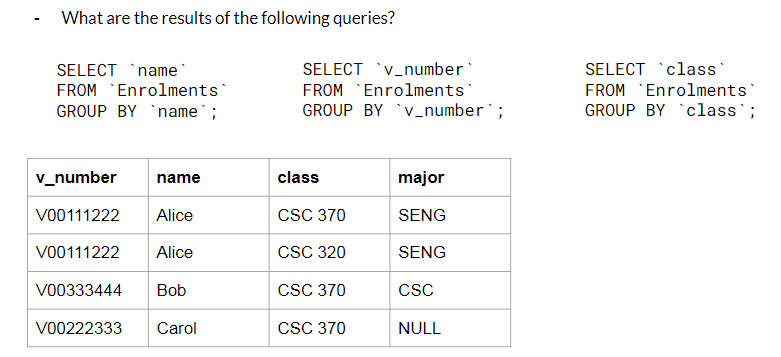 - What are the results of the following queries?
SELECT `name`
FROM `Enrolments`
GROUP BY `name`;
SELECT `v_number`
FROM `Enrolments`
GROUP BY `v_number`;
SELECT `class`
FROM `Enrolments`
GROUP BY `class`;
v_number name class major
V00111222 Alice CSC 370 SENG
V00111222 Alice CSC 320 SENG
V00333444 Bob CSC 370 CSC
V00222333 Carol CSC 370 NULL